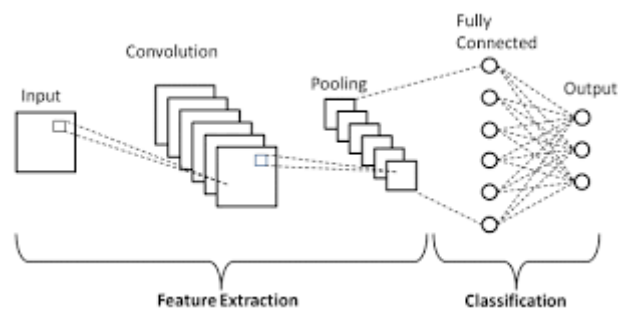 Fully
Connected
Convolution
Pooling
Output
Input
Feature Extraction
Classification